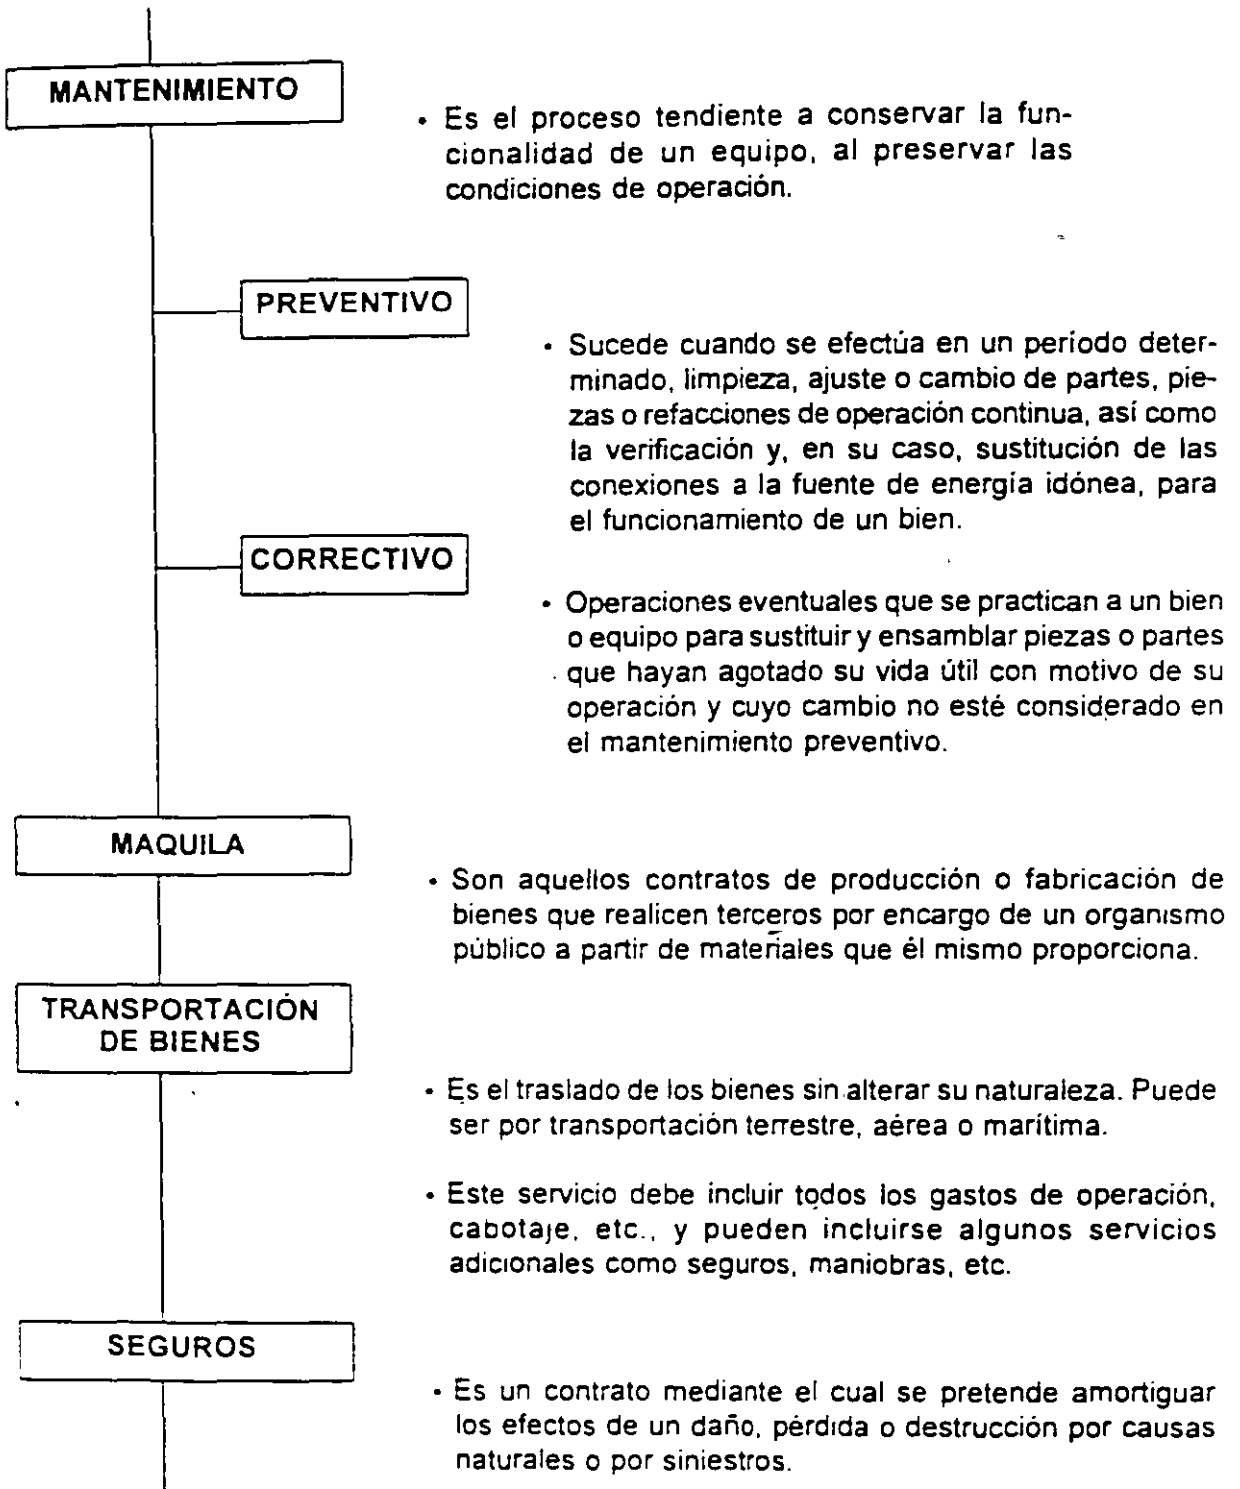 MANTENIMIENTO
• Es el proceso tendiente a conservar la fun-
cionalidad de un equipo, al preservar las
condiciones de operación.
PREVENTIVO
• Sucede cuando se efectúa en un período deter-
minado, limpieza, ajuste o cambio de partes, pie-
zas o refacciones de operación continua, así como
la verificación y, en su caso, sustitución de las
conexiones a la fuente de energía idónea, para
el funcionamiento de un bien.
CORRECTIVO
• Operaciones eventuales que se practican a un bien
o equipo para sustituir y ensamblar piezas o partes
que hayan agotado su vida útil con motivo de su
operación y cuyo cambio no esté considerado en
el mantenimiento preventivo.
MAQUILA
• Son aquellos contratos de producción o fabricación de
bienes que realicen terceros por encargo de un organismo
público a partir de materiales que él mismo proporciona.
TRANSPORTACIÓN
DE BIENES
• Es el traslado de los bienes sin alterar su naturaleza. Puede
ser por transportación terrestre, aérea o marítima.
• Este servicio debe incluir todos los gastos de operación,
cabotaje, etc., y pueden incluirse algunos servicios
adicionales como seguros, maniobras, etc.
SEGUROS
• Es un contrato mediante el cual se pretende amortiguar
los efectos de un daño, pérdida o destrucción por causas
naturales o por siniestros.